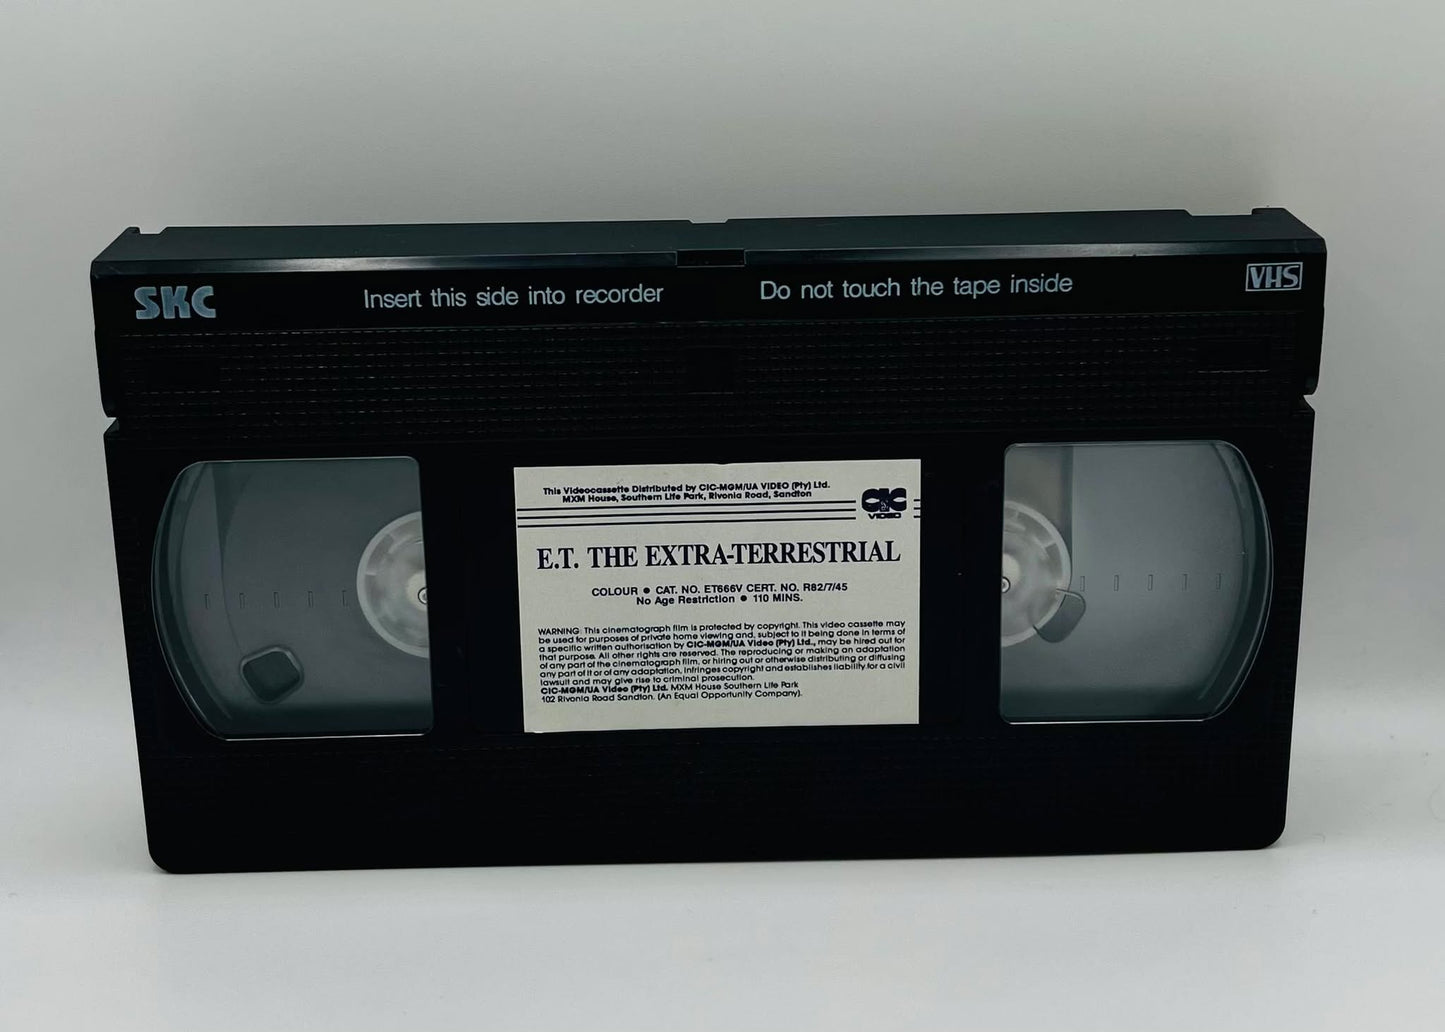 SKC
Insert this side into recorder
Do not touch the tape inside
VHS
This Videocassette Distributed by CIC-MGM/UA VIDEO (Pty) Ltd.
MXM House, Southern Life Park, Rivonia Road, Sandton
CIC
VIDEO
E.T. THE EXTRA-TERRESTRIAL
COLOUR ● CAT. NO. ET666V CERT. NO. R82/7/45
No Age Restriction ● 110 MINS.
WARNING: This cinematograph film is protected by copyright. This video cassette may
be used for purposes of private home viewing and, subject to it being done in terms of
a specific written authorisation by CIC-MGM/UA Video (Pty) Ltd., may be hired out for
that purpose. All other rights are reserved. The reproducing or making an adaptation
of any part of the cinematograph film, or hiring out or otherwise distributing or diffusing
any part of it or of any adaptation, infringes copyright and establishes liability for a civil
lawsuit and may give rise to criminal prosecution.
CIC-MGM/UA Video (Pty) Ltd. MXM House Southern Life Park
102 Rivonia Road Sandton. (An Equal Opportunity Company).